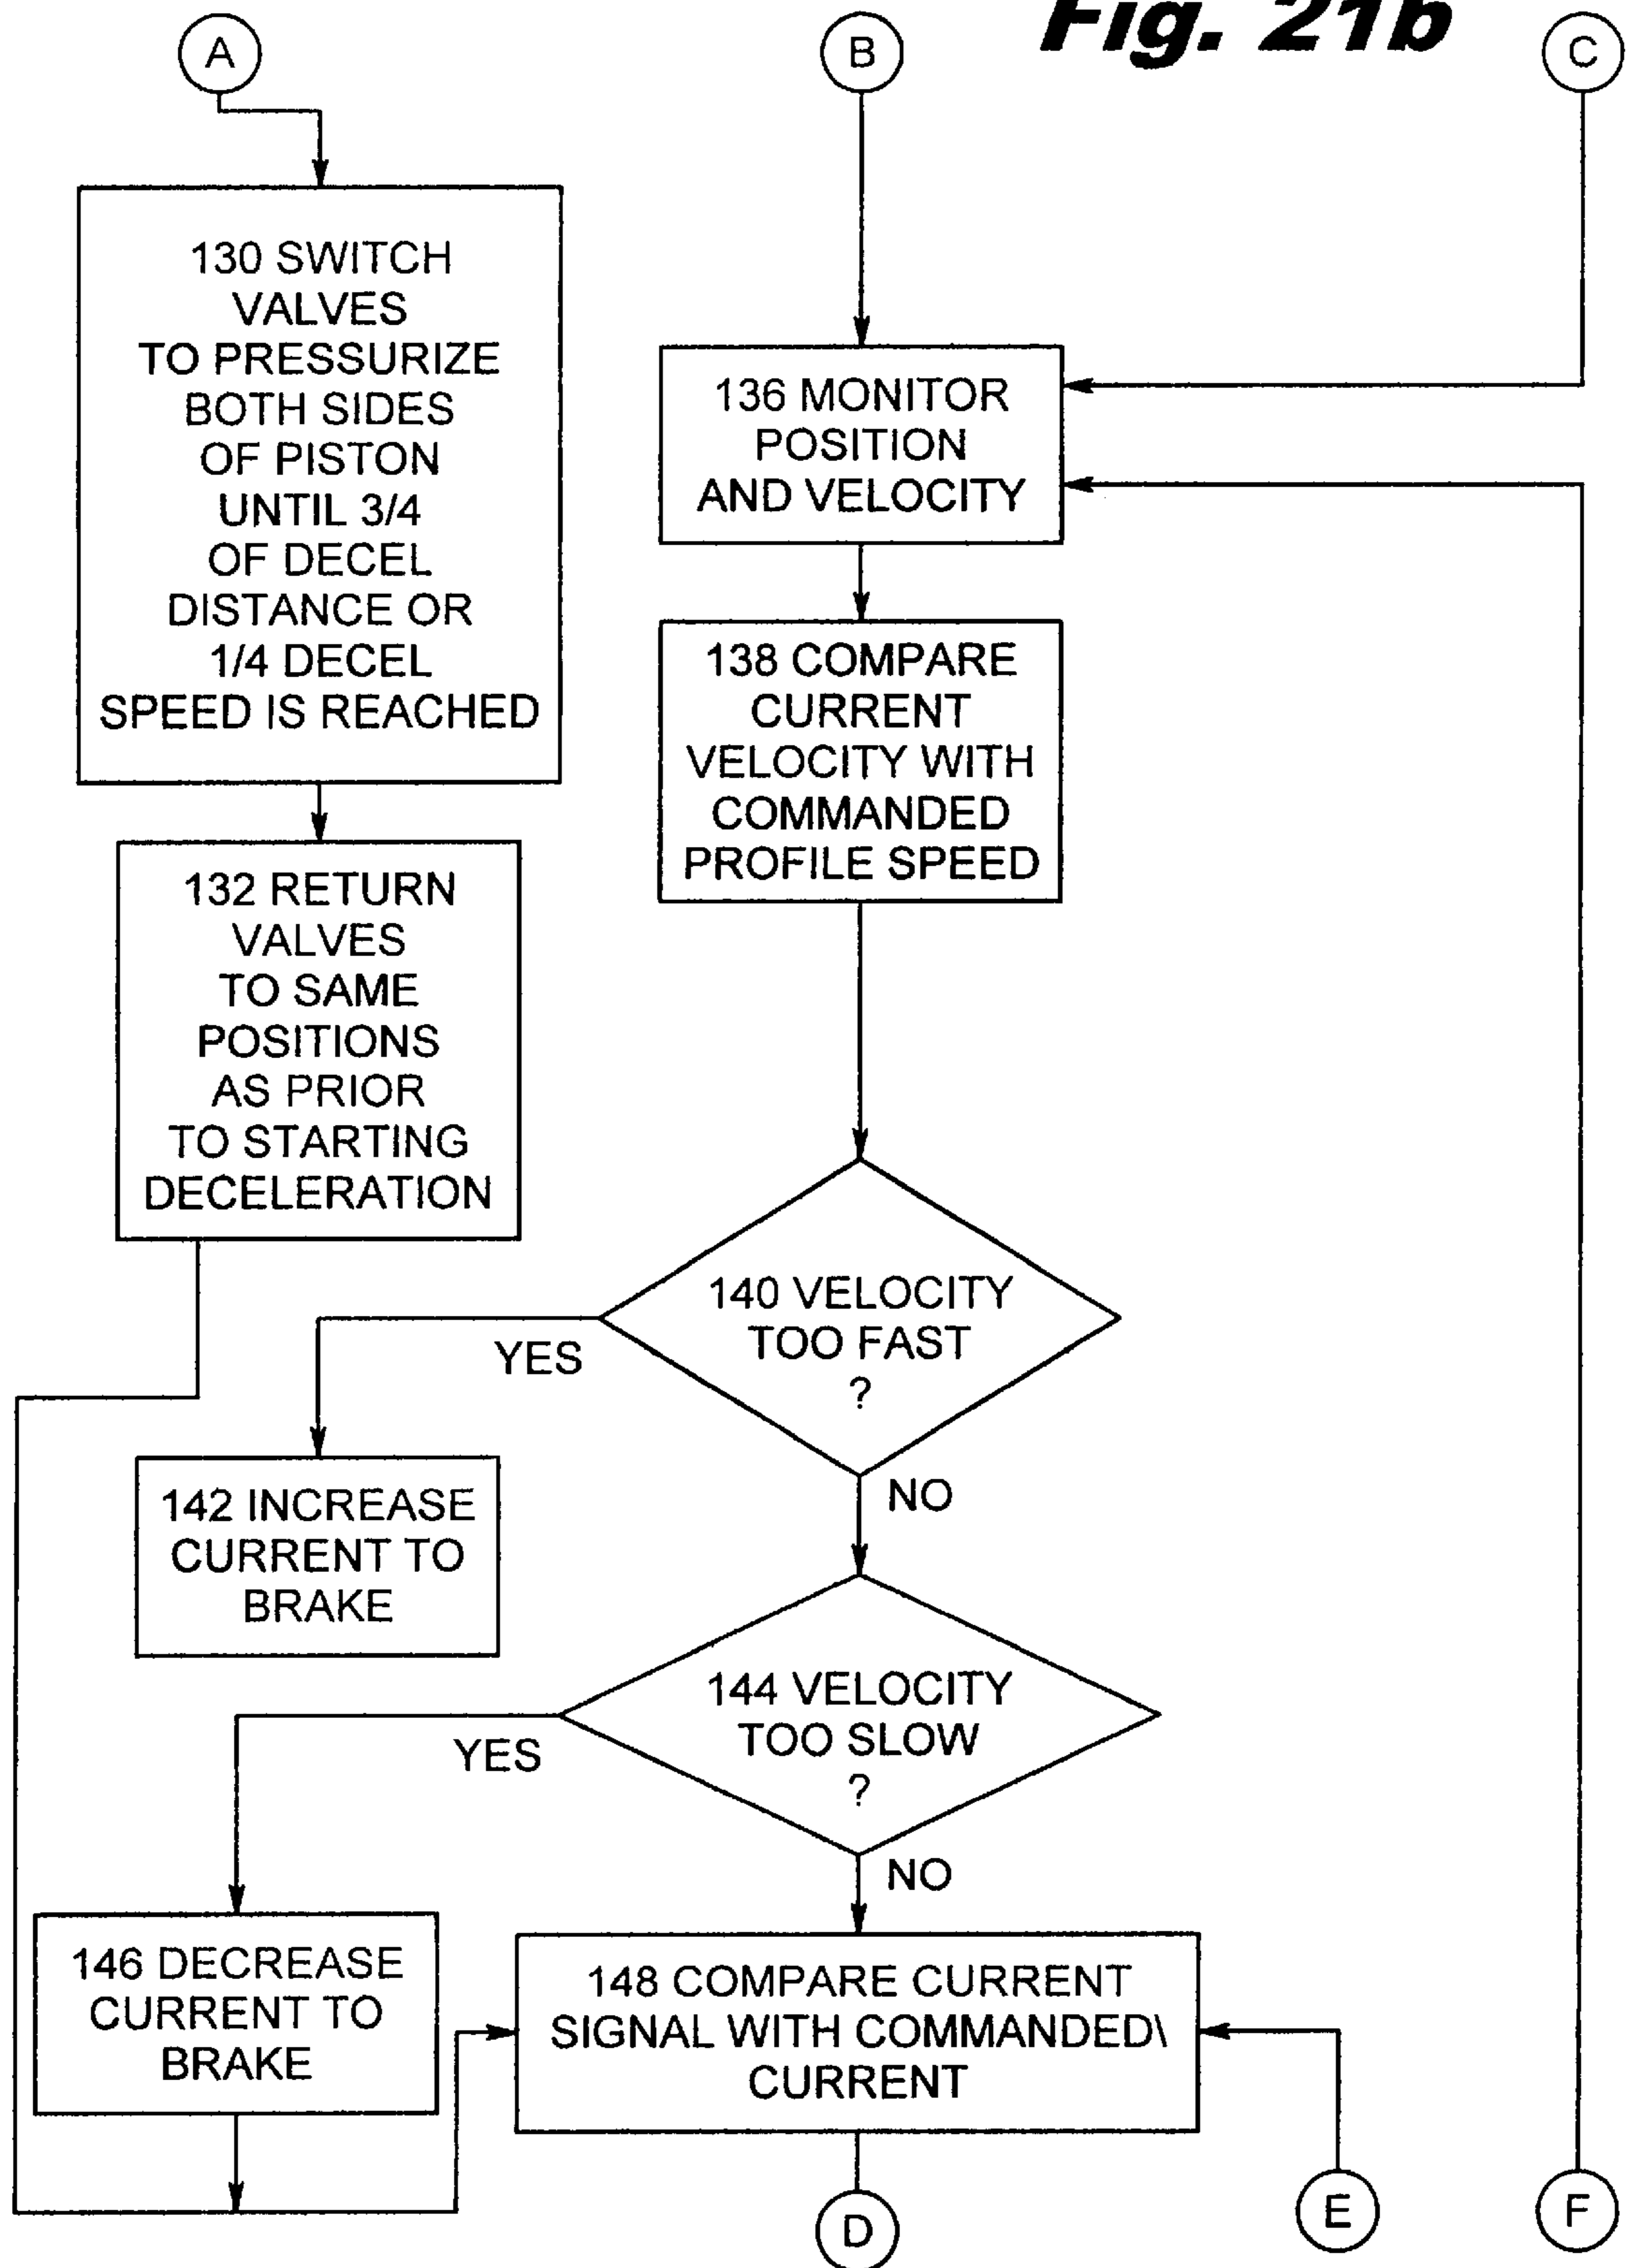 Fig. 21b
A
B
C
130 SWITCH
VALVES
TO PRESSURIZE
BOTH SIDES
OF PISTON
UNTIL 3/4
OF DECEL
DISTANCE OR
1/4 DECEL
SPEED IS REACHED
136 MONITOR
POSITION
AND VELOCITY
138 COMPARE
CURRENT
VELOCITY WITH
COMMANDED
PROFILE SPEED
132 RETURN
VALVES
TO SAME
POSITIONS
AS PRIOR
TO STARTING
DECELERATION
140 VELOCITY
TOO FAST
?
YES
NO
142 INCREASE
CURRENT TO
BRAKE
144 VELOCITY
TOO SLOW
?
YES
NO
146 DECREASE
CURRENT TO
BRAKE
148 COMPARE CURRENT
SIGNAL WITH COMMANDED\
CURRENT
D
E
F